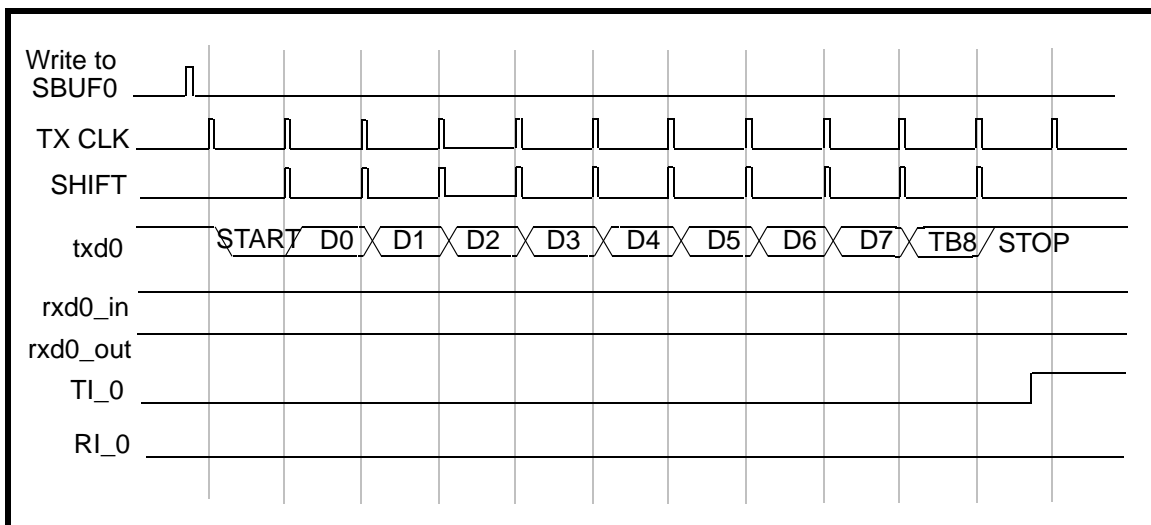 Write to
SBUF0
TX CLK
SHIFT
txd0 START D0 D1 D2 D3 D4 D5 D6 D7 TB8 STOP
rxd0_in
rxd0_out
TI_0
RI_0